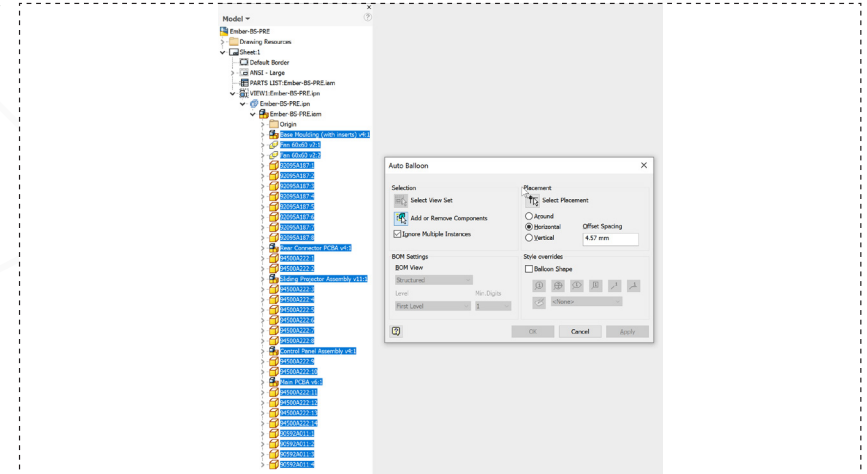 Model
Ember-BS-PRE
Drawing Resources
Sheet:1
Default Border
ANSI - Large
PARTS LIST:Ember-BS-PRE.iam
VIEW1:Ember-BS-PRE.ipn
Ember-BS-PRE.ipn
Ember-BS-PRE.iam
Origin
Base Moulding (with inserts) v4:1
Fan 60x60 v2:1
Fan 60x60 v2:2
92095A187:1
92095A187:2
92095A187:3
92095A187:4
92095A187:5
92095A187:6
92095A187:7
92095A187:8
Rear Connector PCBA v4:1
94500A222:1
94500A222:2
Sliding Projector Assembly v11:1
94500A222:3
94500A222:4
94500A222:5
94500A222:6
94500A222:7
94500A222:8
Control Panel Assembly v4:1
94500A222:9
94500A222:10
Main PCBA v6:1
94500A222:11
94500A222:12
94500A222:13
94500A222:14
90592A011:1
90592A011:2
90592A011:3
90592A011:4
Auto Balloon
Selection
Select View Set
Add or Remove Components
Ignore Multiple Instances
Placement
Select Placement
Around
Horizontal
Vertical
Offset Spacing
4.57 mm
BOM Settings
BOM View
Structured
Level
Min.Digits
First Level
1
Style overrides
Balloon Shape
<None>
OK
Cancel
Apply